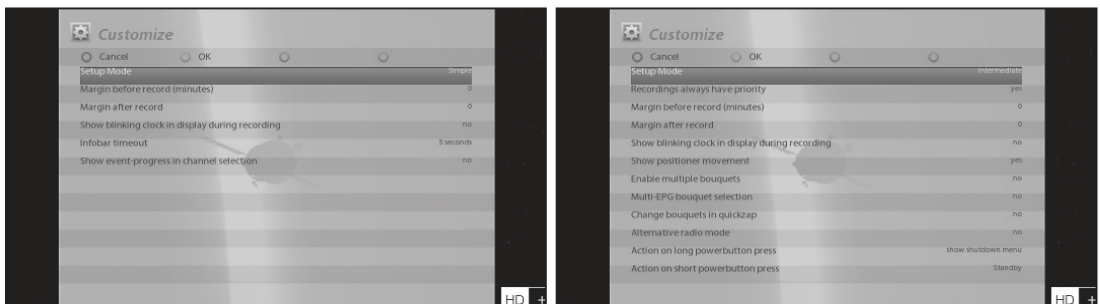 Customize
Cancel OK
Setup Mode Simple
Margin before record (minutes) 0
Margin after record 0
Show blinking clock in display during recording no
Infobar timeout 5 seconds
Show event-progress in channel selection no
HD +
Customize
Cancel OK
Setup Mode Intermediate
Recordings always have priority yes
Margin before record (minutes) 0
Margin after record 0
Show blinking clock in display during recording no
Show positioner movement yes
Enable multiple bouquets no
Multi-EPG bouquet selection no
Change bouquets in quickzap no
Alternative radio mode no
Action on long powerbutton press show shutdown menu
Action on short powerbutton press Standby
HD +